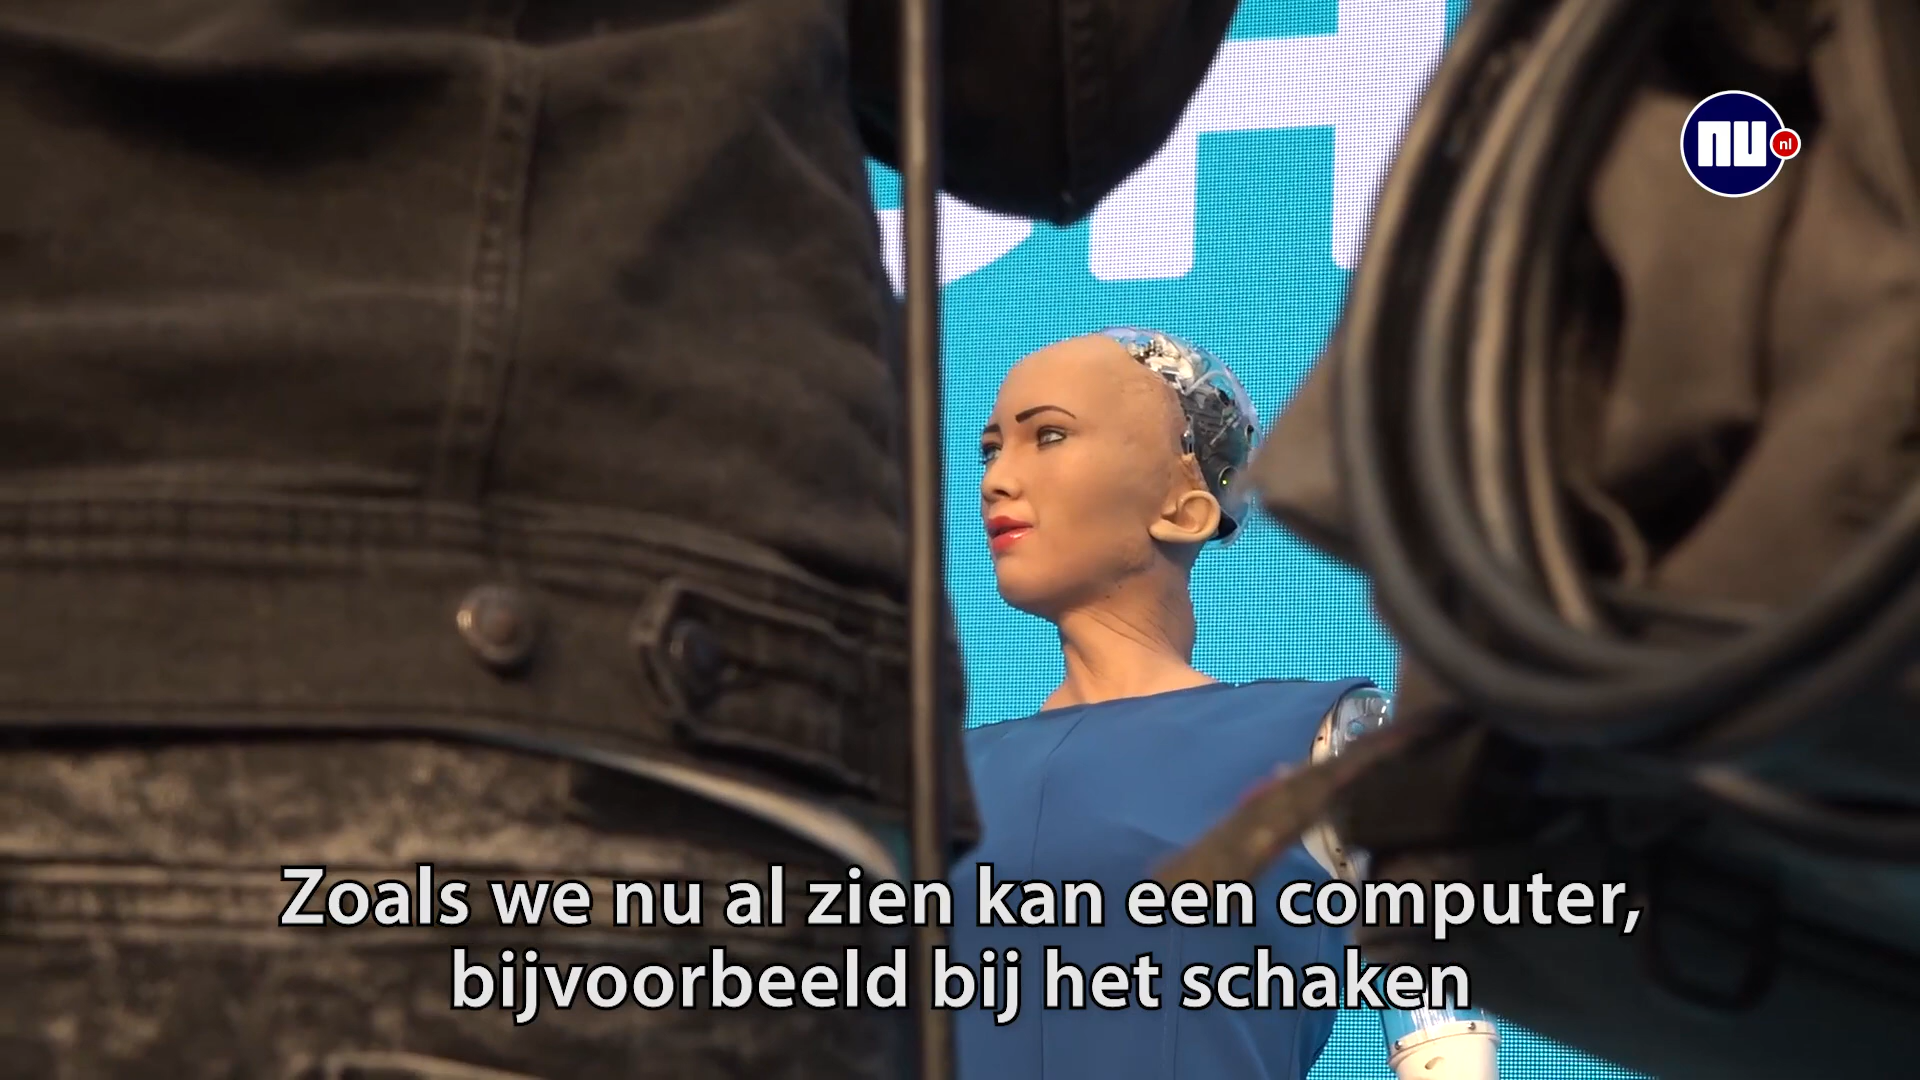 nu
nl
Zoals we nu al zien kan een computer,
bijvoorbeeld bij het schaken